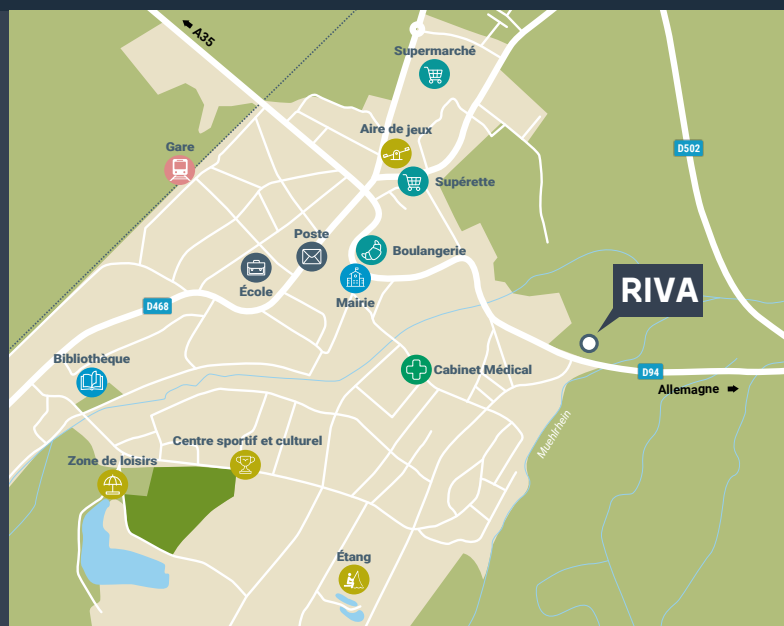 A35
Supermarché
Aire de jeux
Gare
D502
Supérette
Poste
Boulangerie
École
RIVA
Mairie
D468
Bibliothèque
Cabinet Médical
D94
Allemagne
Muehlrhein
Centre sportif et culturel
Zone de loisirs
Étang